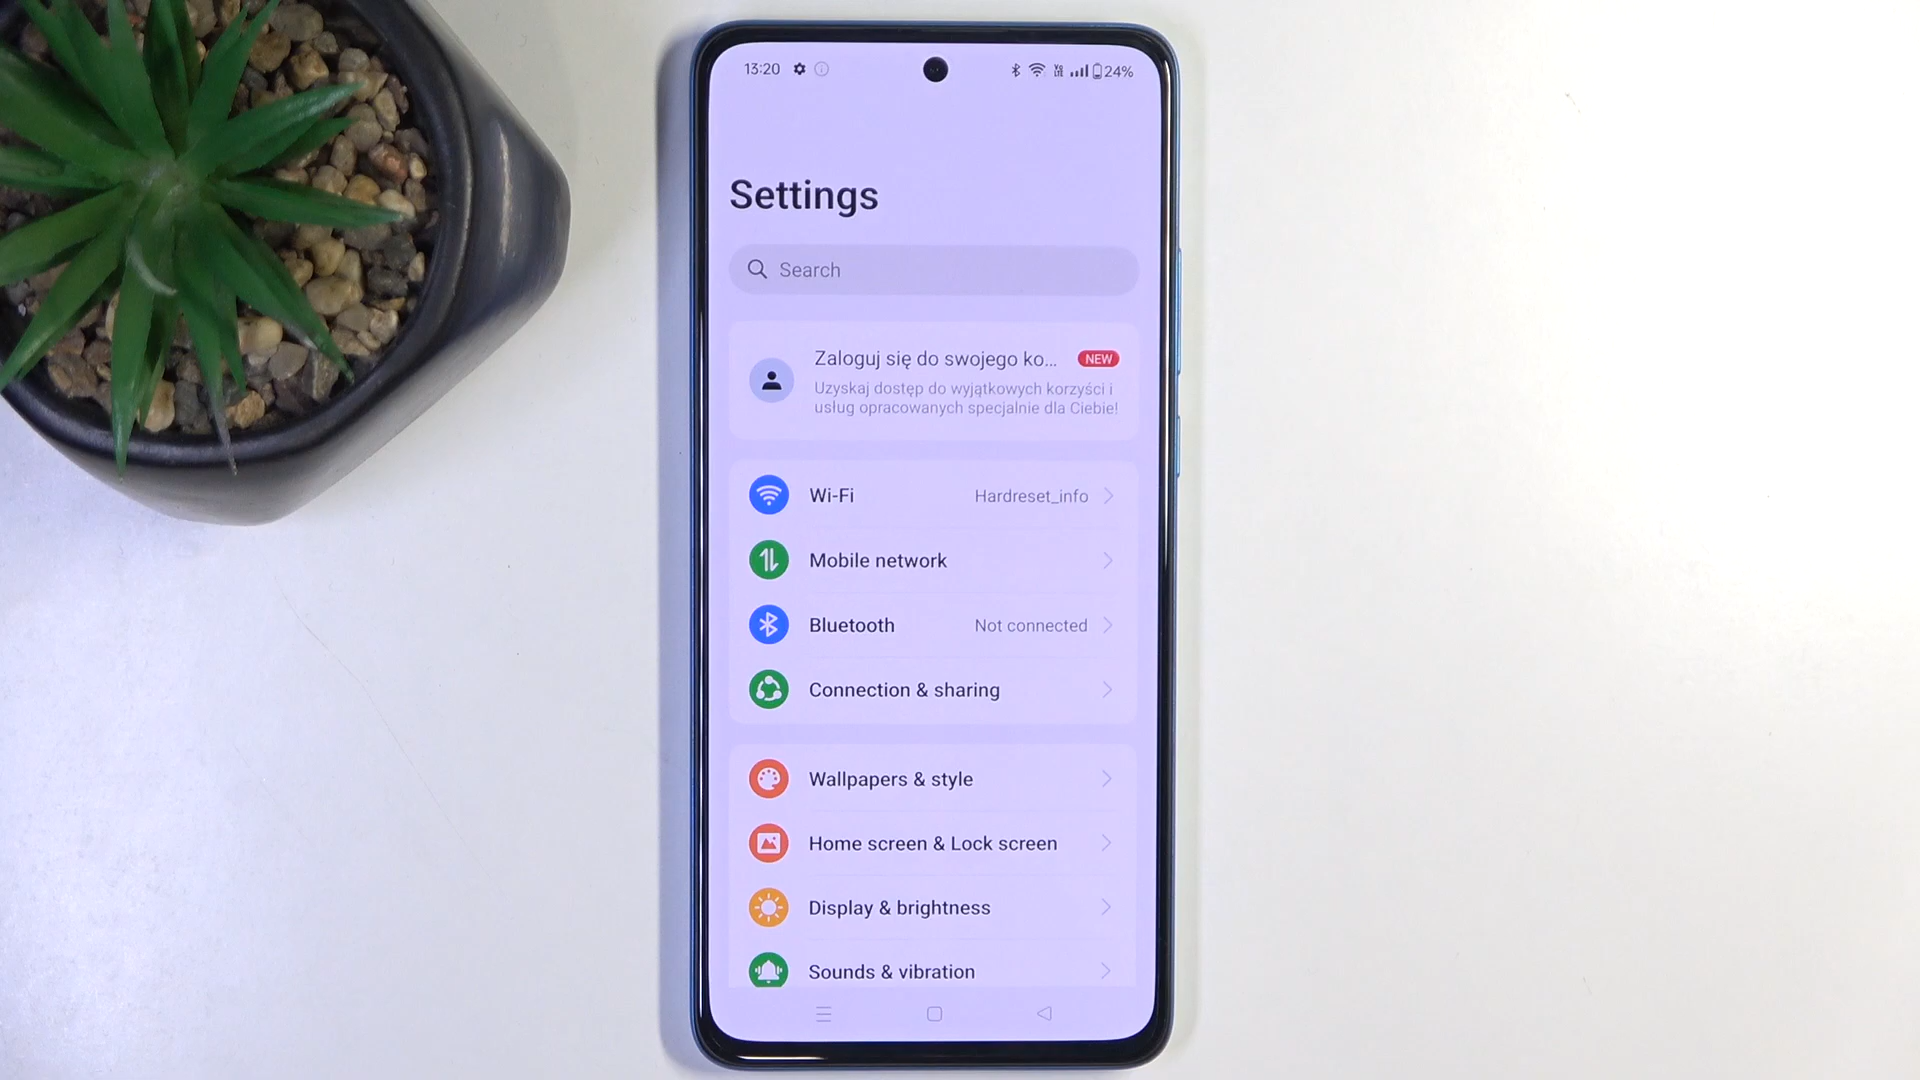 13:20 24%
Settings
Search
Zaloguj się do swojego ko... NEW
Uzyskaj dostęp do wyjątkowych korzyści i
usług opracowanych specjalnie dla Ciebie!
Wi-Fi Hardreset_info
Mobile network
Bluetooth Not connected
Connection & sharing
Wallpapers & style
Home screen & Lock screen
Display & brightness
Sounds & vibration